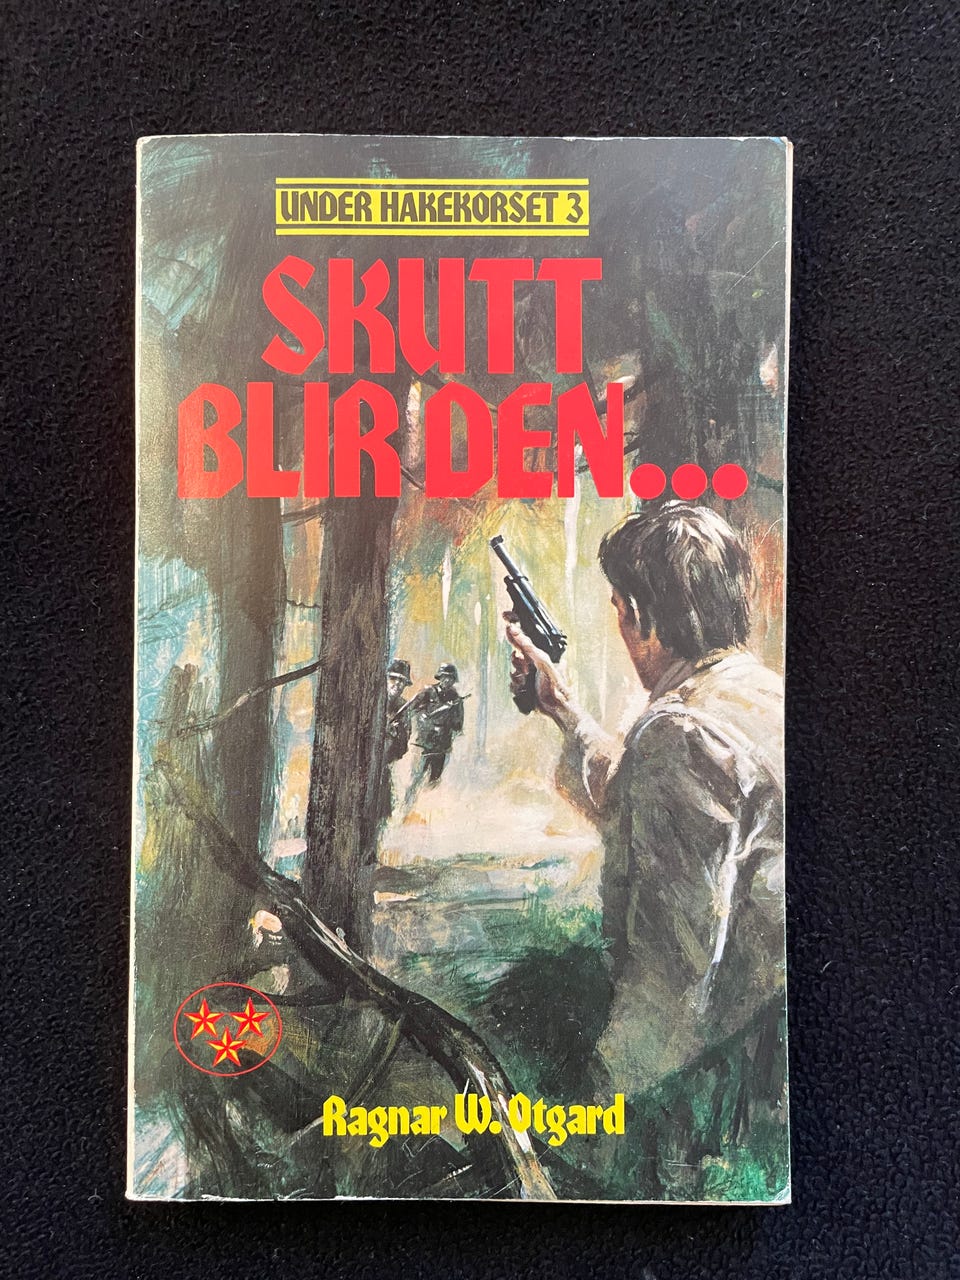 UNDER HAKEKORSET 3
SKUTT
BLIR DEN...
Ragnar W. Otgard